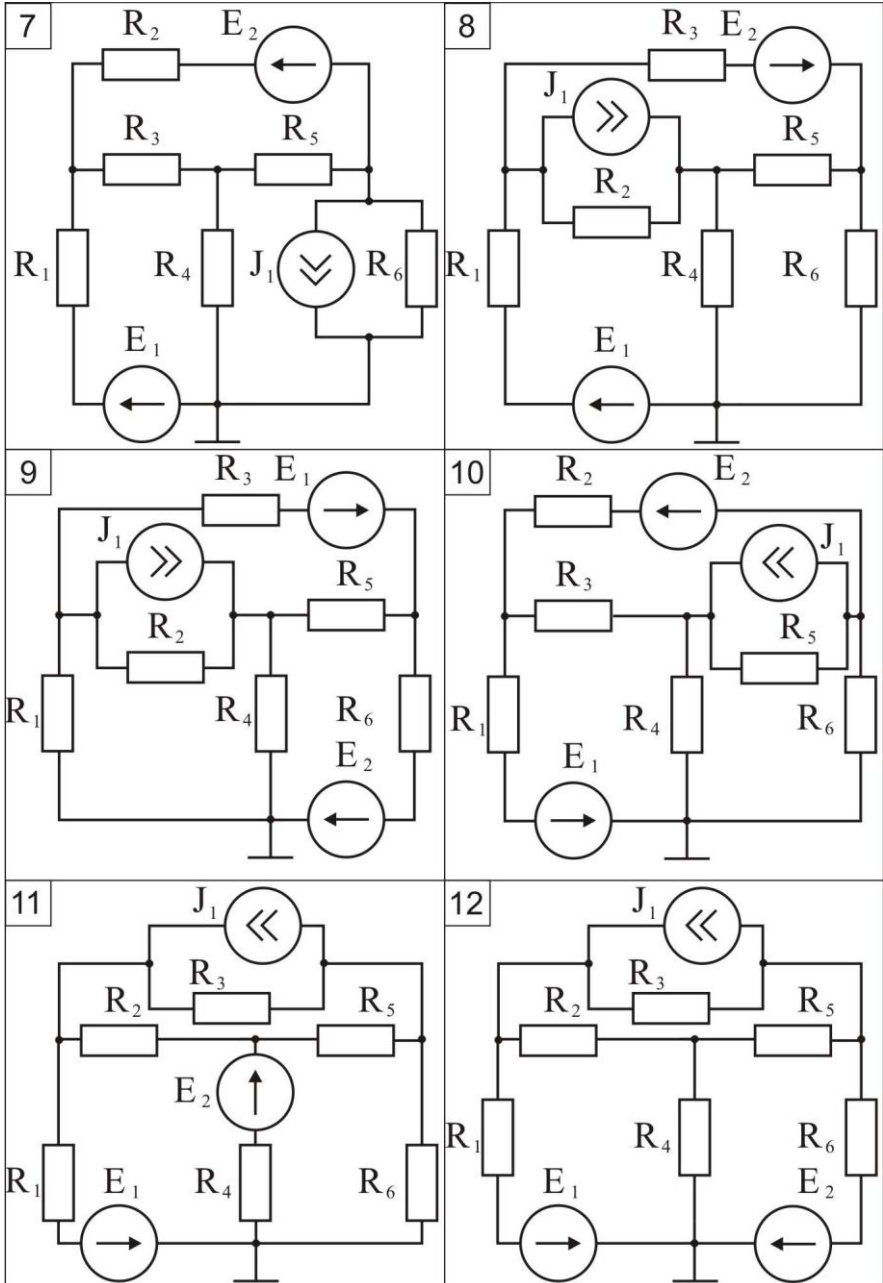 7
R₂ E₂
R₃ R₅
R₁ R₄ J₁ R₆
E₁
8
R₃ E₂
J₁
R₅
R₂
R₁ R₄ R₆
E₁
9
R₃ E₁
J₁
R₅
R₂
R₁ R₄ R₆
E₂
10
R₂ E₂
J₁
R₃
R₅
R₁ R₄ R₆
E₁
11
J₁
R₃
R₂ R₅
E₂
R₁ E₁ R₄ R₆
12
J₁
R₃
R₂ R₅
R₁ R₄ R₆
E₁ E₂